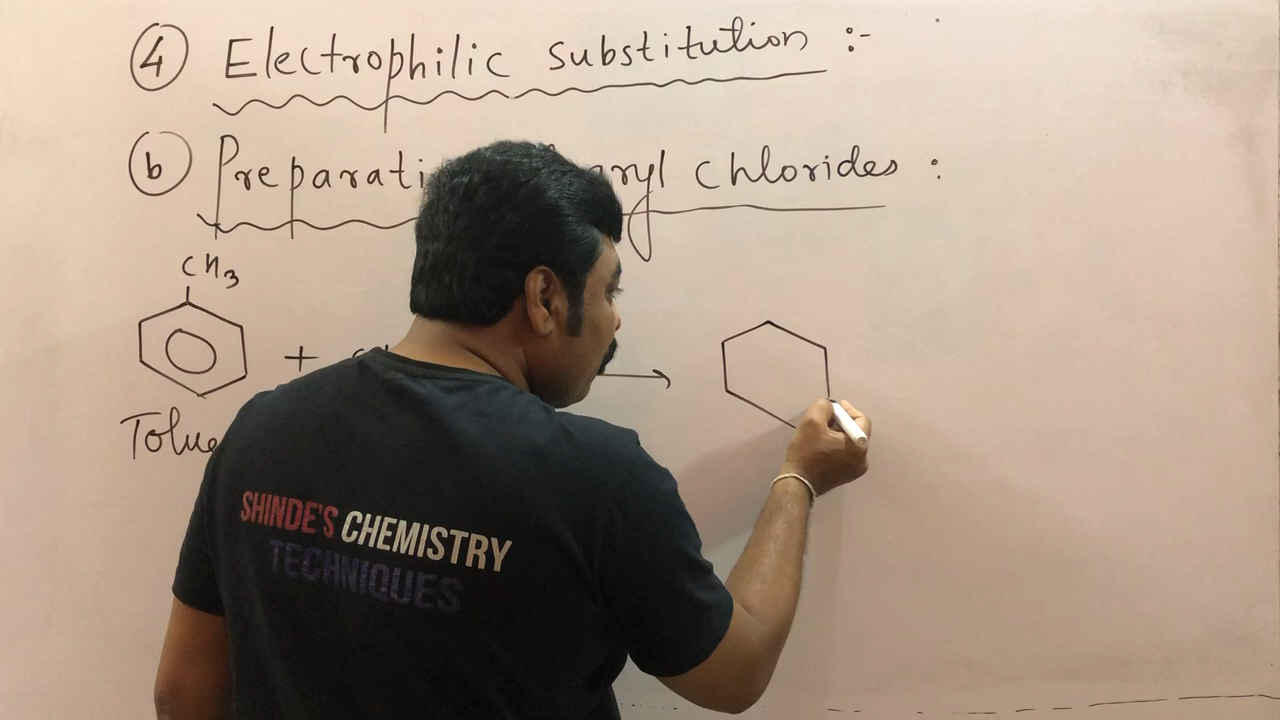 4 Electrophilic substitution :-
b Preparati aryl chlorides :
CH3
+
Tolue
SHINDE'S CHEMISTRY
TECHNIQUES